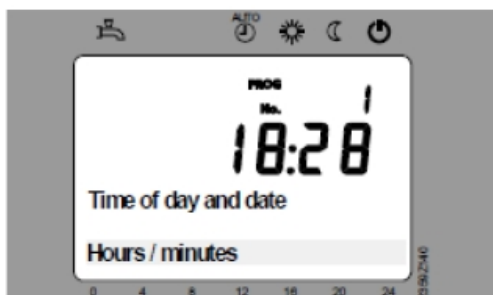 AUTO
PROG
No. 1
18:28
Time of day and date
Hours / minutes
0 4 8 12 16 20 24